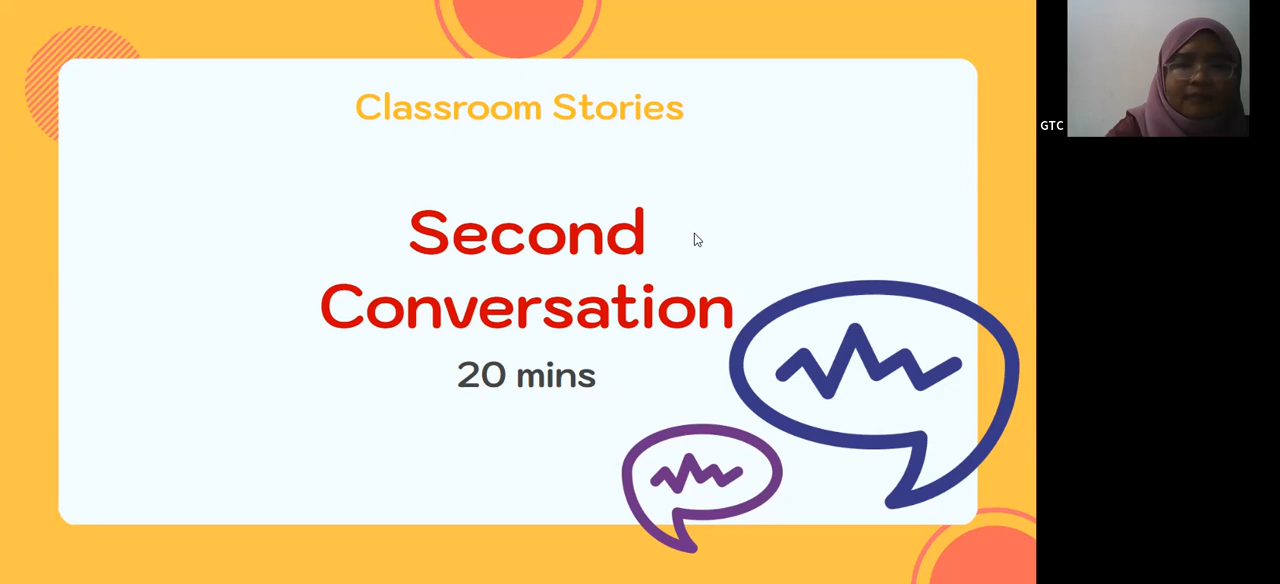 Classroom Stories
Second
Conversation
20 mins
GTC